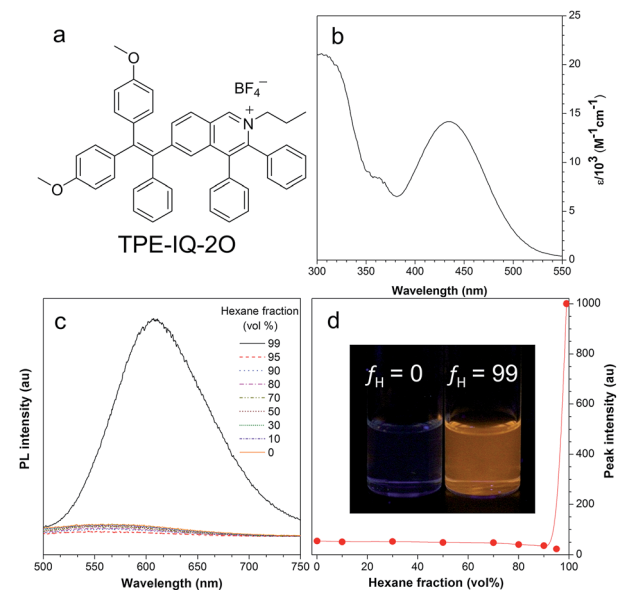 a
O
O
BF4−
+
N
TPE-IQ-2O
b
25
20
15
10
5
0
ε/10³ (M⁻¹cm⁻¹)
300 350 400 450 500 550
Wavelength (nm)
c
Hexane fraction
(vol %)
99
95
90
80
70
50
30
10
0
PL intensity (au)
500 550 600 650 700 750
Wavelength (nm)
d
fH = 0 fH = 99
1000
800
600
400
200
0
Peak intensity (au)
0 20 40 60 80 100
Hexane fraction (vol%)